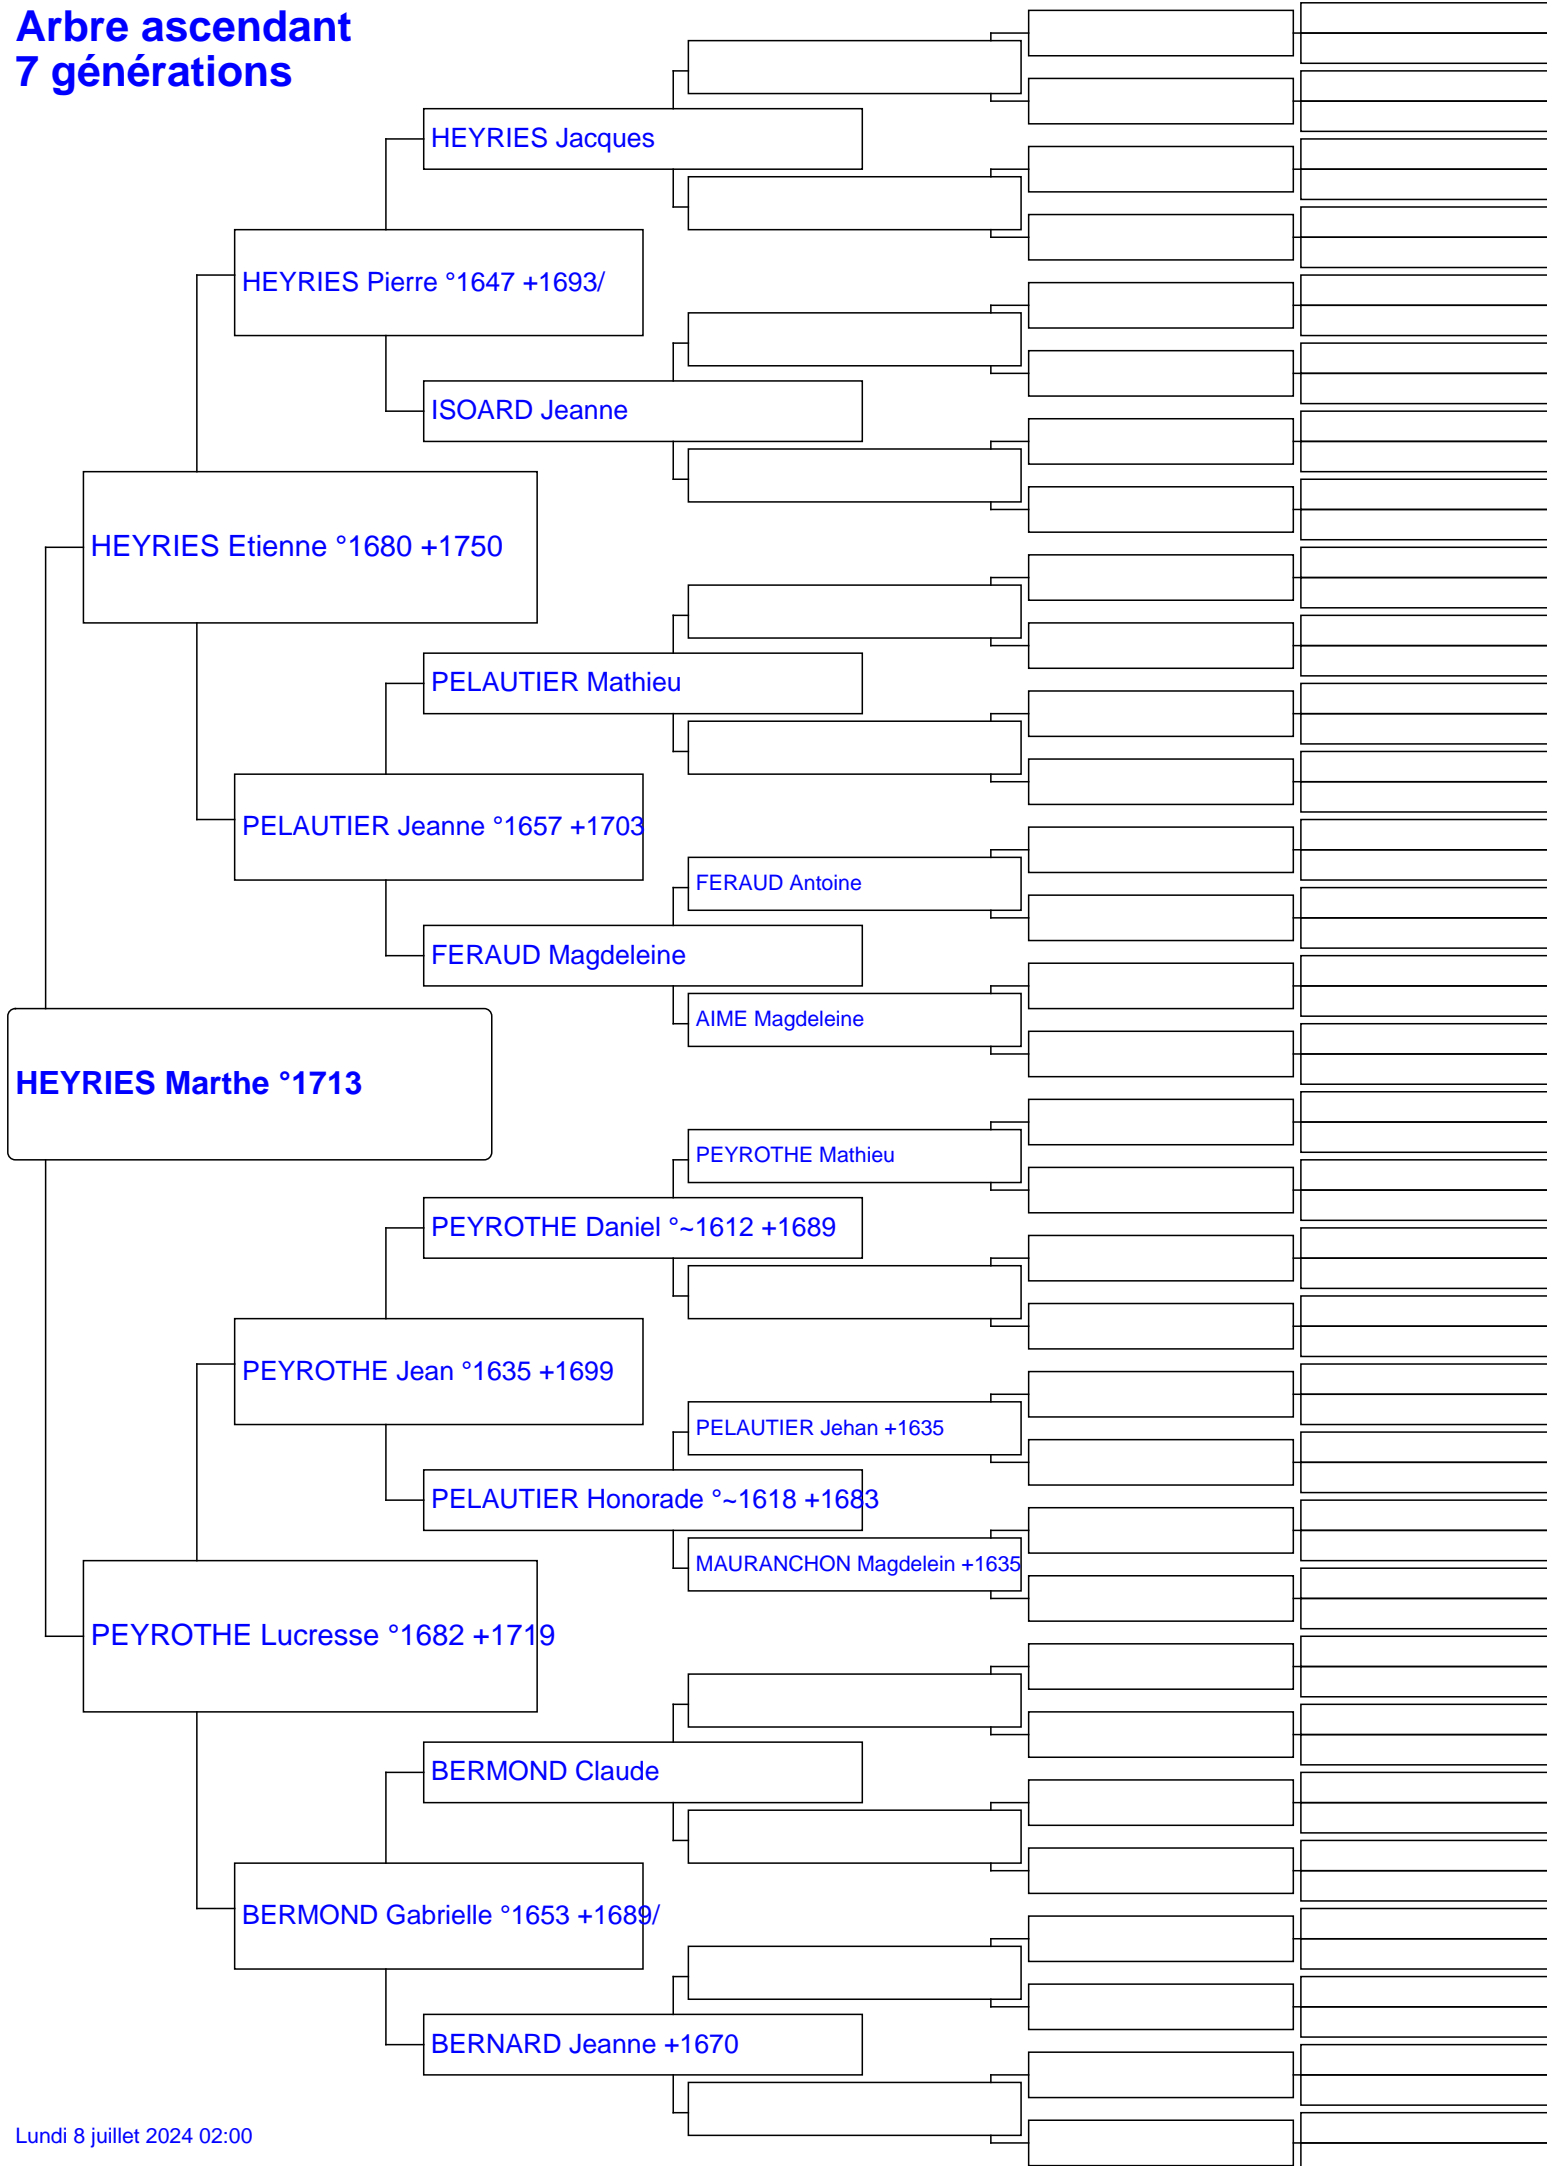 Arbre ascendant
7 générations
HEYRIES Jacques
HEYRIES Pierre °1647 +1693/
ISOARD Jeanne
HEYRIES Etienne °1680 +1750
PELAUTIER Mathieu
PELAUTIER Jeanne °1657 +1703
FERAUD Antoine
FERAUD Magdeleine
AIME Magdeleine
HEYRIES Marthe °1713
PEYROTHE Mathieu
PEYROTHE Daniel °~1612 +1689
PEYROTHE Jean °1635 +1699
PELAUTIER Jehan +1635
PELAUTIER Honorade °~1618 +1683
MAURANCHON Magdelein +1635
PEYROTHE Lucresse °1682 +1719
BERMOND Claude
BERMOND Gabrielle °1653 +1689/
BERNARD Jeanne +1670
Lundi 8 juillet 2024 02:00